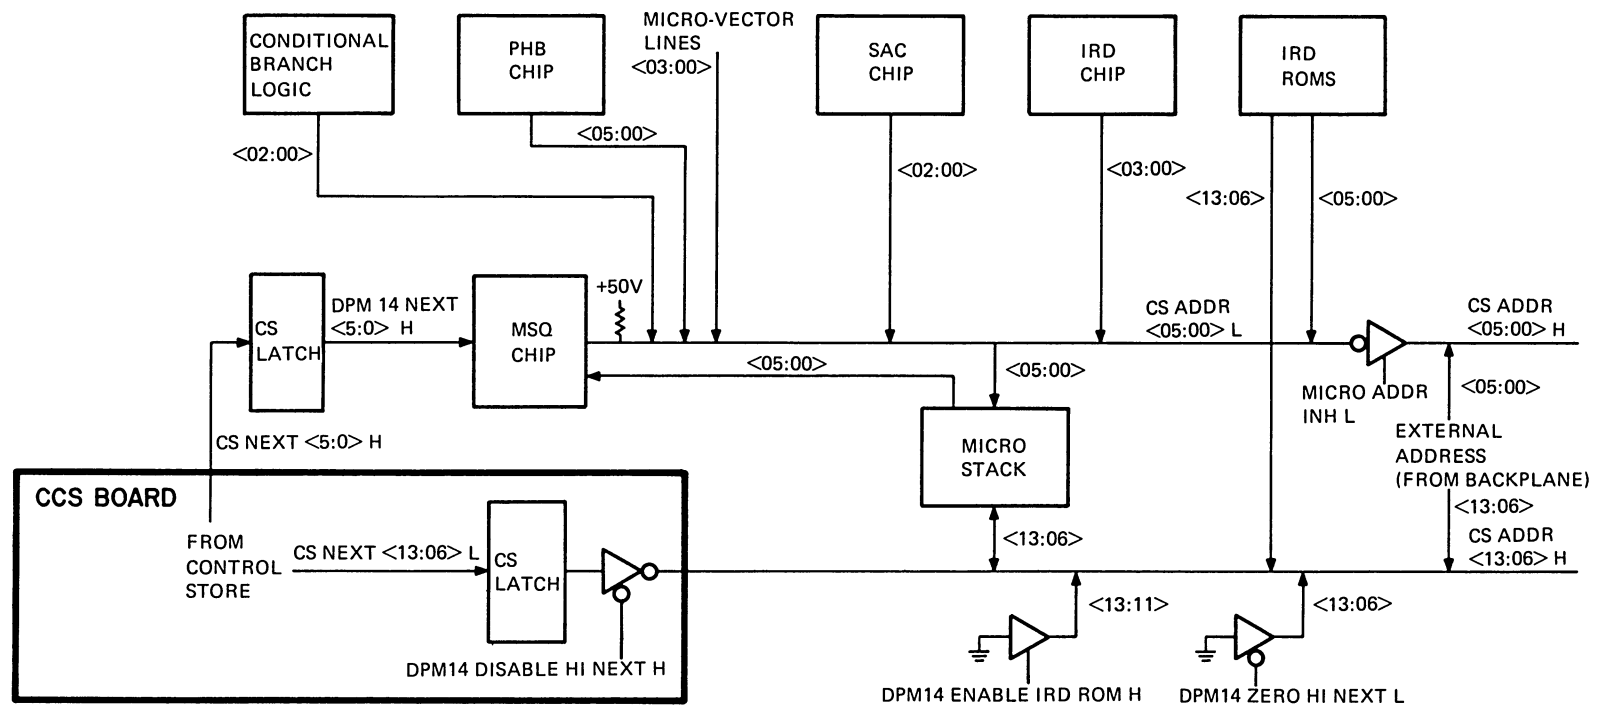 CONDITIONAL
BRANCH
LOGIC
PHB
CHIP
MICRO-VECTOR
LINES
<03:00>
SAC
CHIP
IRD
CHIP
IRD
ROMS
<02:00>
<05:00>
<02:00>
<03:00>
<13:06>
<05:00>
CS
LATCH
DPM 14 NEXT
<5:0> H
MSQ
CHIP
+50V
CS ADDR
<05:00> L
CS ADDR
<05:00> H
<05:00>
<05:00>
MICRO ADDR
INH L
<05:00>
CS NEXT <5:0> H
MICRO
STACK
EXTERNAL
ADDRESS
(FROM BACKPLANE)
<13:06>
CCS BOARD
FROM
CONTROL
STORE
CS NEXT <13:06> L
CS
LATCH
<13:06>
CS ADDR
<13:06> H
<13:11>
<13:06>
DPM14 DISABLE HI NEXT H
DPM14 ENABLE IRD ROM H
DPM14 ZERO HI NEXT L